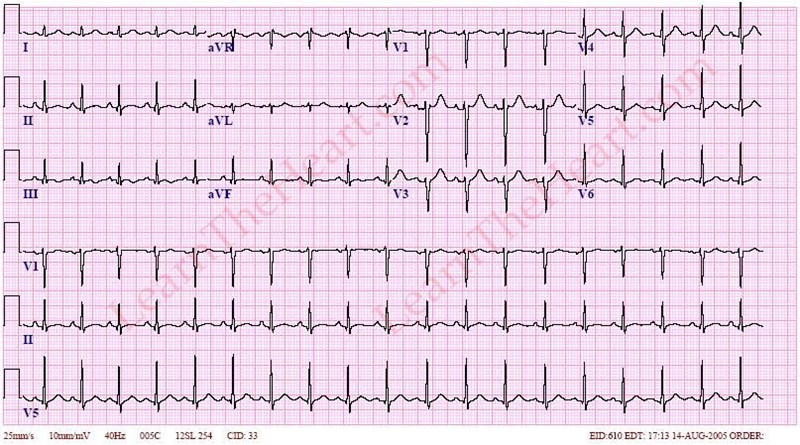 I aVR V1 V4
II aVL V2 V5
III aVF V3 V6
V1
II
V5
LearnTheHeart.com LearnTheHeart.com
25mm/s 10mm/mV 40Hz 005C 12SL 254 CID: 33 EID:610 EDT: 17:13 14-AUG-2005 ORDER: